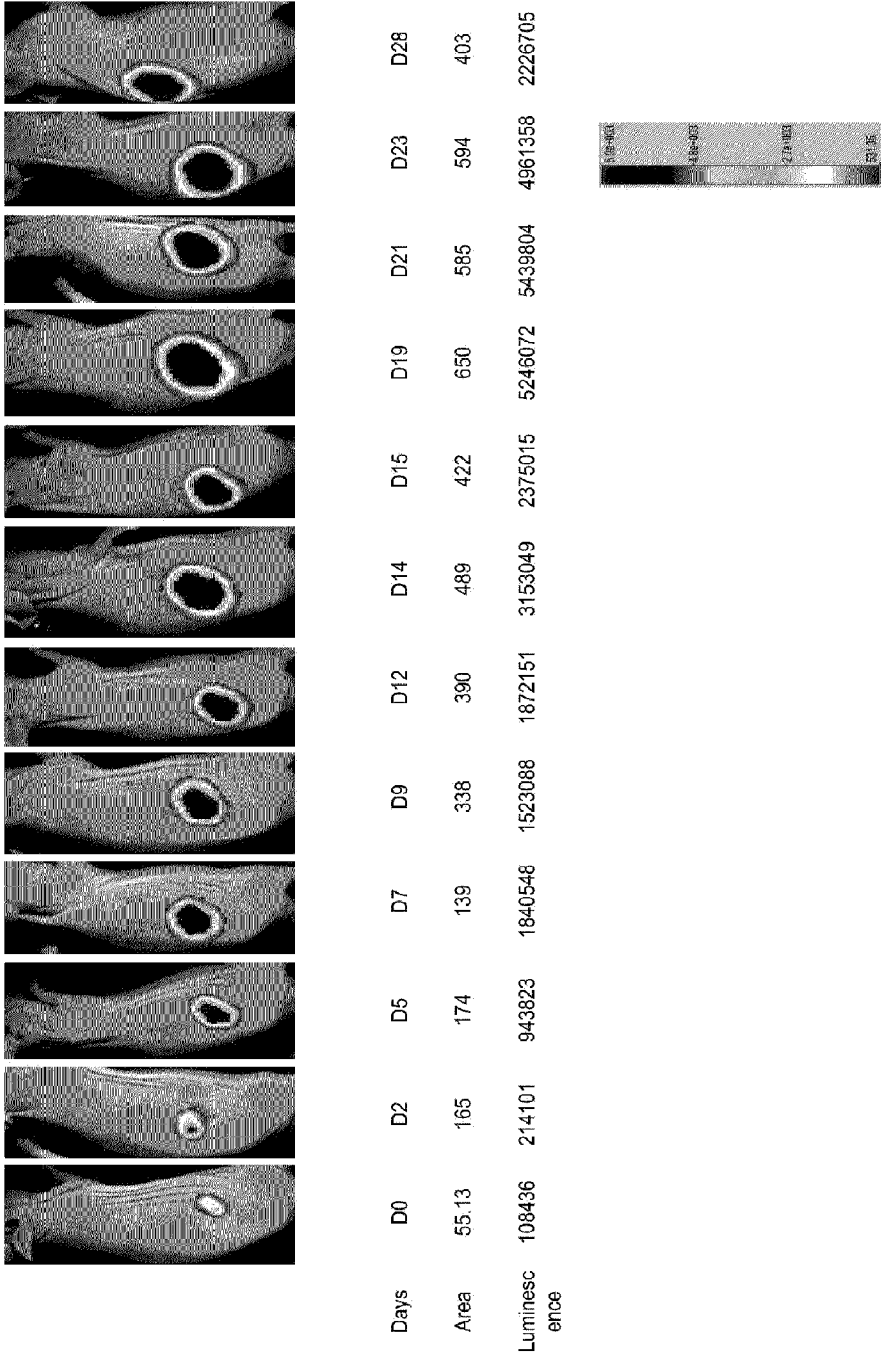 Days D0 D2 D5 D7 D9 D12 D14 D15 D19 D21 D23 D28
Area 55.13 165 174 139 338 390 489 422 650 585 594 403
Luminesc 108436 214101 943823 1840548 1523088 1872151 3153049 2375015 5246072 5439804 4961358 2226705
ence